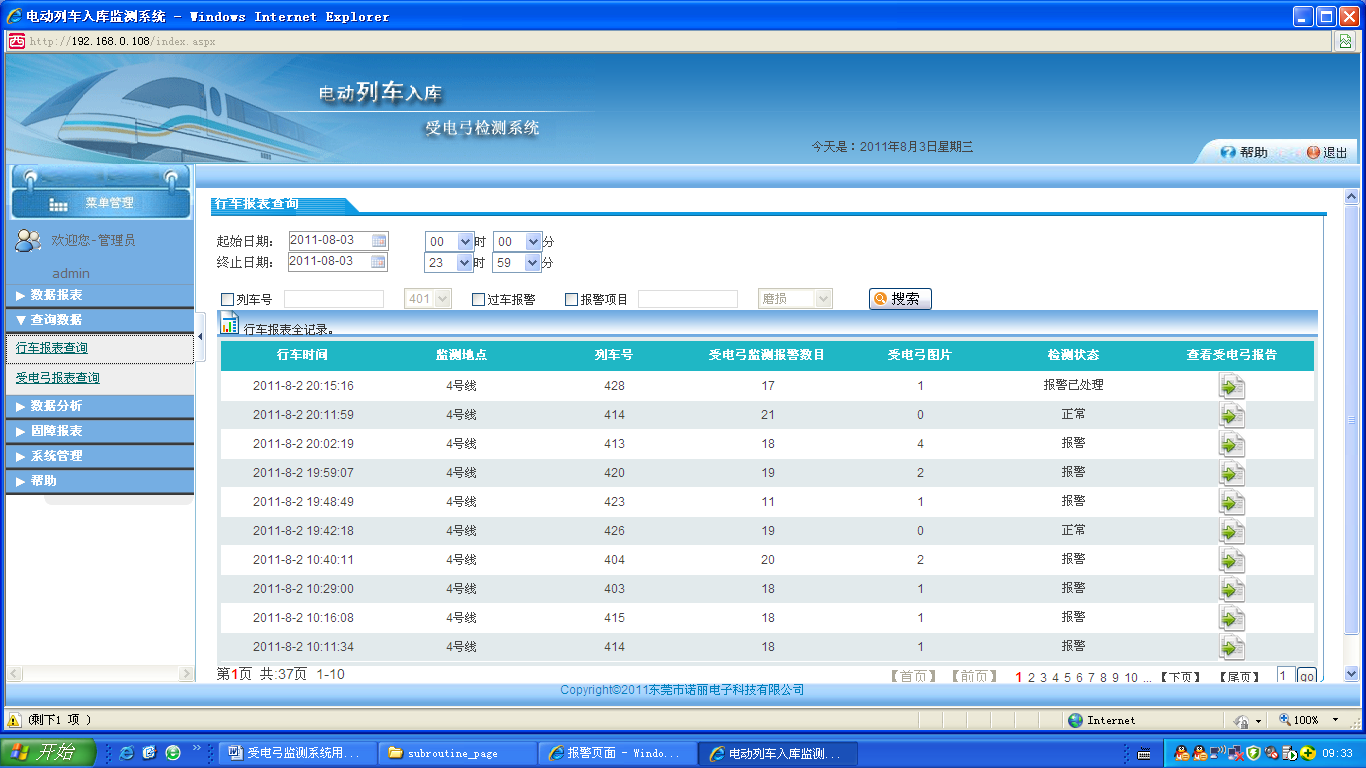 电动列车入库监测系统 - Windows Internet Explorer
http://192.168.0.108/index.aspx
电动列车入库
受电弓检测系统
今天是：2011年8月3日星期三
帮助
退出
菜单管理
欢迎您-管理员
admin
数据报表
查询数据
行车报表查询
受电弓报表查询
数据分析
固障报表
系统管理
帮助
行车报表查询
起始日期： 2011-08-03 00 时 00 分
终止日期： 2011-08-03 23 时 59 分
列车号 401 过车报警 报警项目 磨损 搜索
行车报表全记录。
行车时间 监测地点 列车号 受电弓监测报警数目 受电弓图片 检测状态 查看受电弓报告
2011-8-2 20:15:16 4号线 428 17 1 报警已处理
2011-8-2 20:11:59 4号线 414 21 0 正常
2011-8-2 20:02:19 4号线 413 18 4 报警
2011-8-2 19:59:07 4号线 420 19 2 报警
2011-8-2 19:48:49 4号线 423 11 1 报警
2011-8-2 19:42:18 4号线 426 19 0 正常
2011-8-2 10:40:11 4号线 404 20 2 报警
2011-8-2 10:29:00 4号线 403 18 1 报警
2011-8-2 10:16:08 4号线 415 18 1 报警
2011-8-2 10:11:34 4号线 414 18 1 报警
第1页 共:37页 1-10 【首页】 【前页】 1 2 3 4 5 6 7 8 9 10 ... 【下页】 【尾页】 1 go
Copyright©2011东莞市诺丽电子科技有限公司
(剩下1 项 )
Internet
100%
开始
受电弓监测系统用...
subroutine_page
报警页面 - Windo...
电动列车入库监测...
09:33